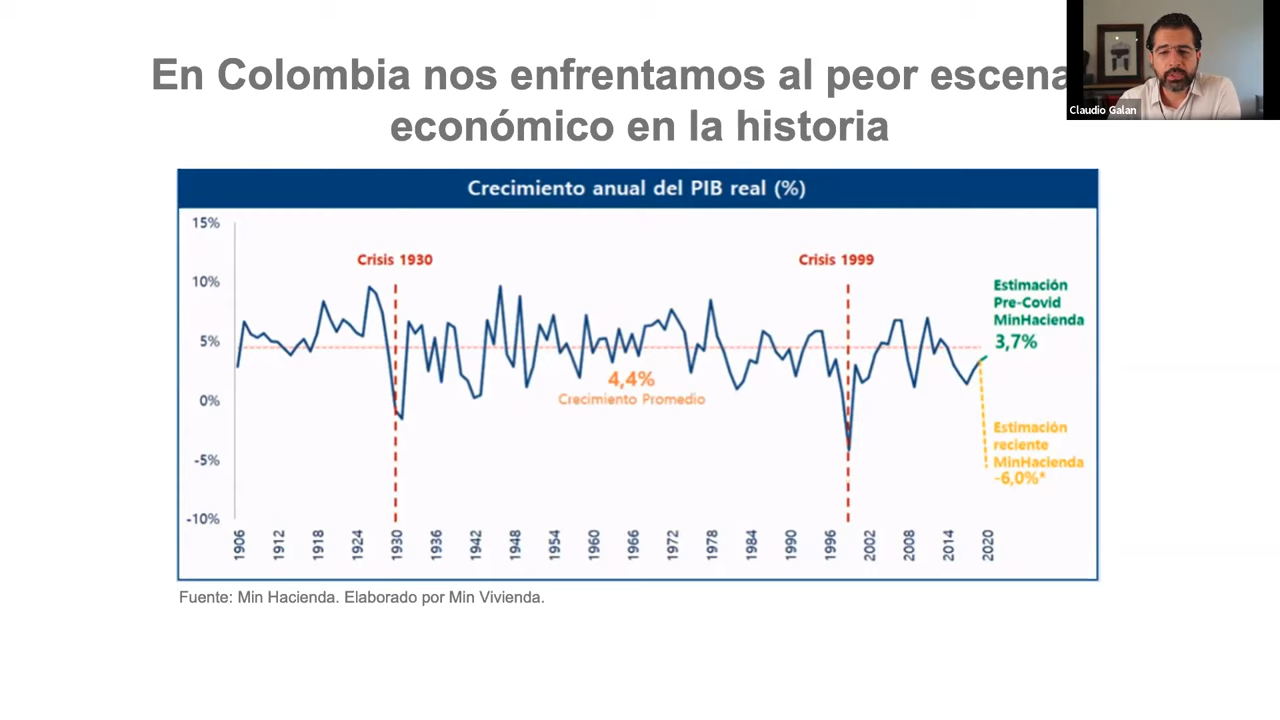 En Colombia nos enfrentamos al peor escena
económico en la historia
Claudio Galan
Crecimiento anual del PIB real (%)
15%
10%
5%
0%
-5%
-10%
Crisis 1930
Crisis 1999
4,4%
Crecimiento Promedio
Estimación
Pre-Covid
MinHacienda
3,7%
Estimación
reciente
MinHacienda
-6,0%*
1906
1912
1918
1924
1930
1936
1942
1948
1954
1960
1966
1972
1978
1984
1990
1996
2002
2008
2014
2020
Fuente: Min Hacienda. Elaborado por Min Vivienda.